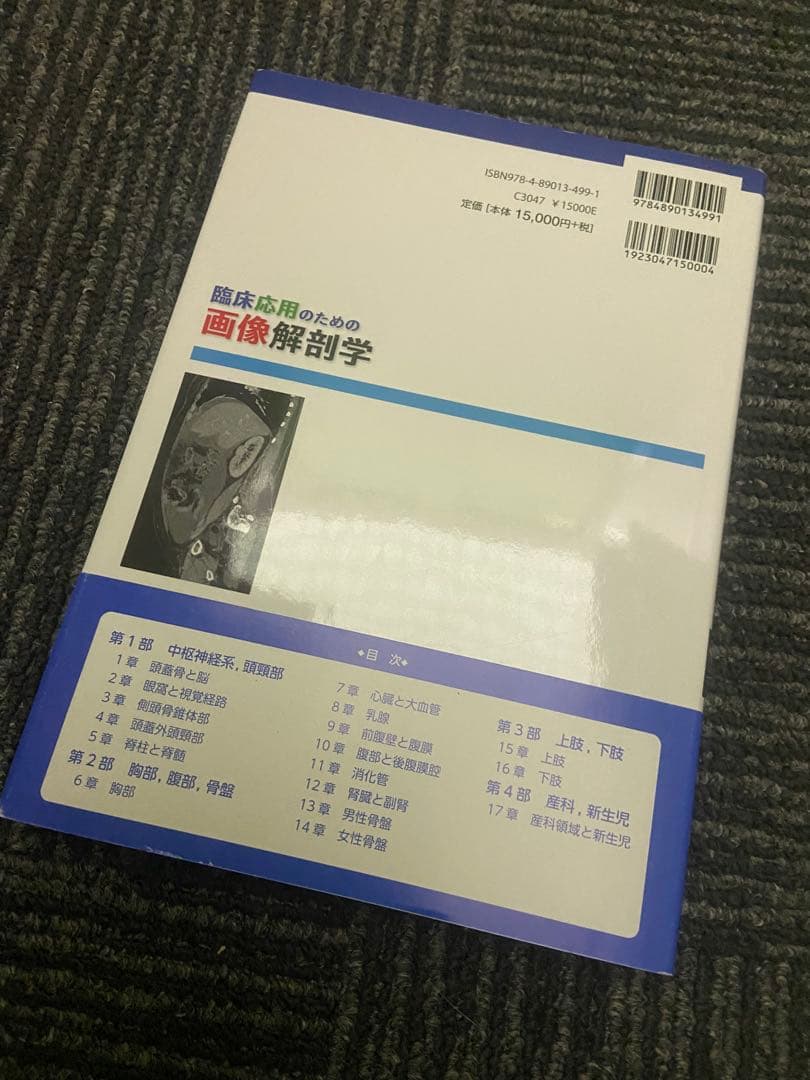 ISBN978-4-89013-499-1
C3047 ¥15000E
定価 [本体 15,000円+税]
9784890134991
1923047150004
臨床応用のための
画像解剖学
◆目 次◆
第1部 中枢神経系,頭頸部
1章 頭蓋骨と脳
2章 眼窩と視覚経路
3章 側頭骨錐体部
4章 頭蓋外頭頸部
5章 脊柱と脊髄
第2部 胸部,腹部,骨盤
6章 胸部
7章 心臓と大血管
8章 乳腺
9章 前腹壁と腹膜
10章 腹部と後腹膜腔
11章 消化管
12章 腎臓と副腎
13章 男性骨盤
14章 女性骨盤
第3部 上肢,下肢
15章 上肢
16章 下肢
第4部 産科,新生児
17章 産科領域と新生児